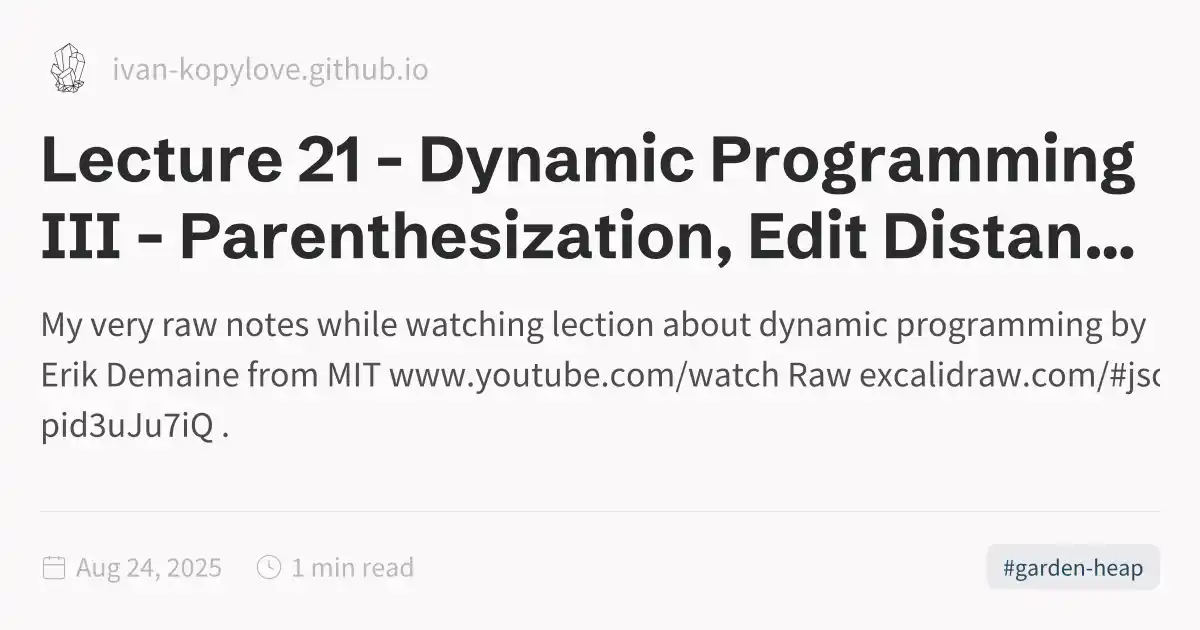 ivan-kopylove.github.io
Lecture 21 - Dynamic Programming
III - Parenthesization, Edit Distan...
My very raw notes while watching lection about dynamic programming by
Erik Demaine from MIT www.youtube.com/watch Raw excalidraw.com/#jsc
pid3uJu7iQ .
Aug 24, 2025
1 min read
#garden-heap